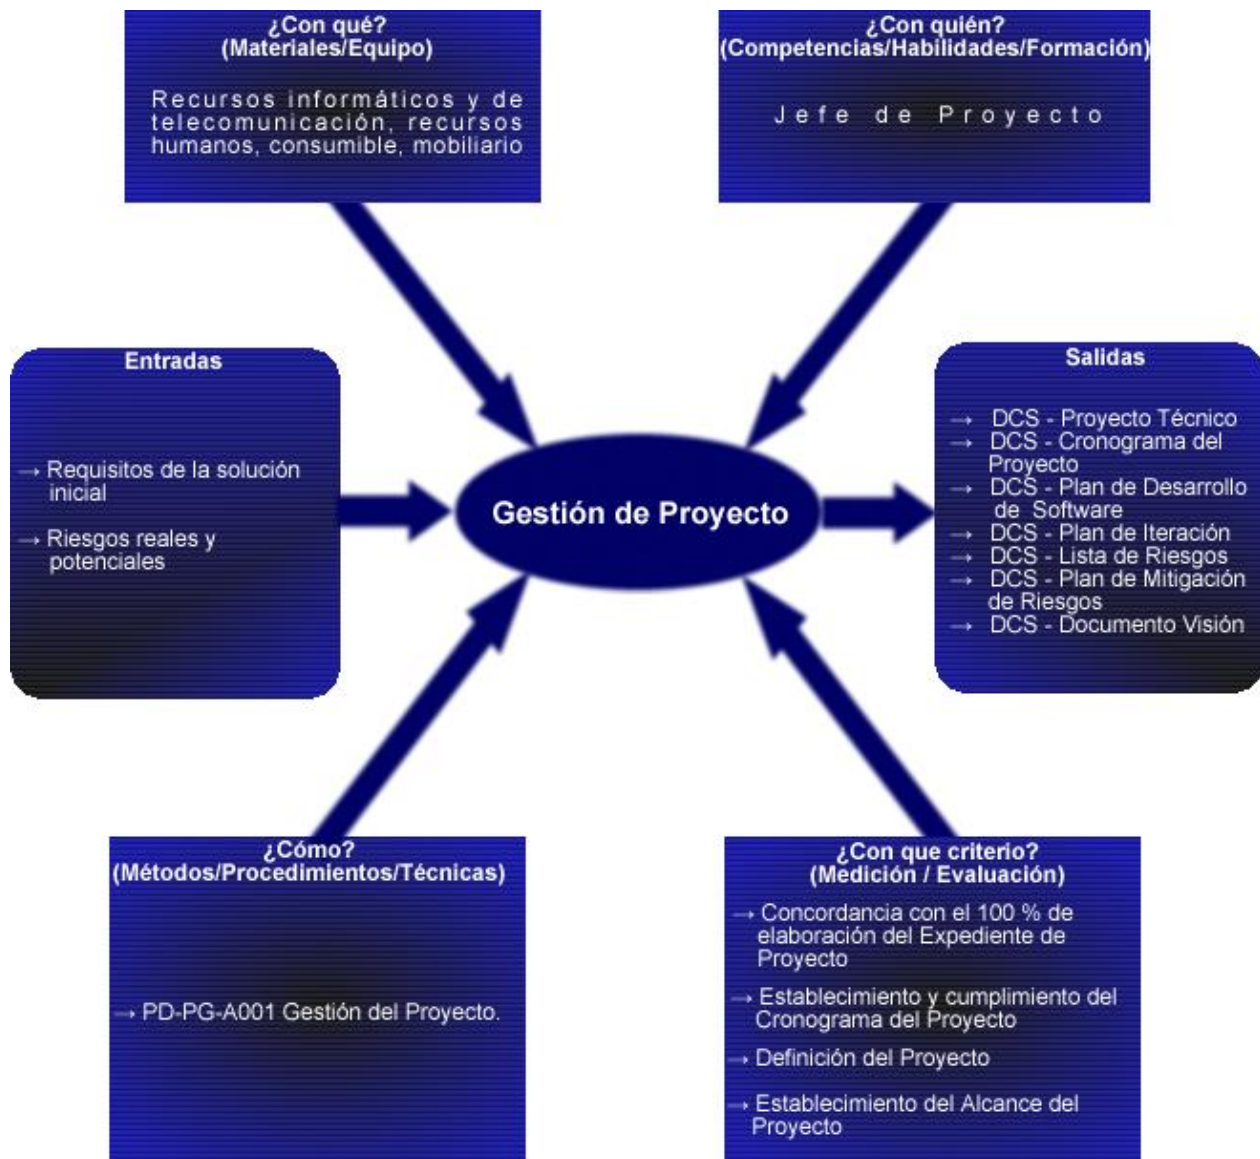 ¿Con qué?
(Materiales/Equipo)
Recursos informáticos y de
telecomunicación, recursos
humanos, consumible, mobiliario
¿Con quién?
(Competencias/Habilidades/Formación)
Jefe de Proyecto
Entradas
→ Requisitos de la solución
inicial
→ Riesgos reales y
potenciales
Gestión de Proyecto
Salidas
→ DCS - Proyecto Técnico
→ DCS - Cronograma del
Proyecto
→ DCS - Plan de Desarrollo
de Software
→ DCS - Plan de Iteración
→ DCS - Lista de Riesgos
→ DCS - Plan de Mitigación
de Riesgos
→ DCS - Documento Visión
¿Cómo?
(Métodos/Procedimientos/Técnicas)
→ PD-PG-A001 Gestión del Proyecto.
¿Con que criterio?
(Medición / Evaluación)
→ Concordancia con el 100 % de
elaboración del Expediente de
Proyecto
→ Establecimiento y cumplimiento del
Cronograma del Proyecto
→ Definición del Proyecto
→ Establecimiento del Alcance del
Proyecto